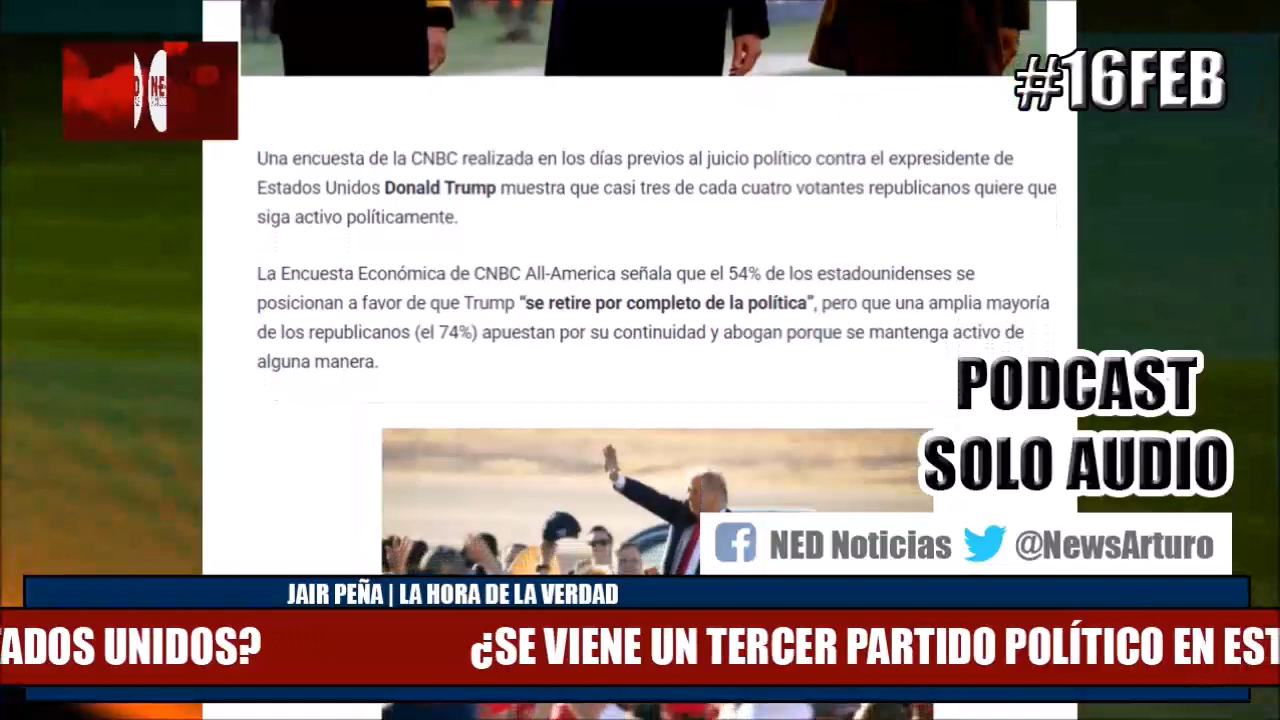 #16FEB
Una encuesta de la CNBC realizada en los días previos al juicio político contra el expresidente de
Estados Unidos Donald Trump muestra que casi tres de cada cuatro votantes republicanos quiere que
siga activo políticamente.
La Encuesta Económica de CNBC All-America señala que el 54% de los estadounidenses se
posicionan a favor de que Trump “se retire por completo de la política”, pero que una amplia mayoría
de los republicanos (el 74%) apuestan por su continuidad y abogan porque se mantenga activo de
alguna manera.
PODCAST
SOLO AUDIO
NED Noticias @NewsArturo
JAIR PEÑA | LA HORA DE LA VERDAD
TADOS UNIDOS? ¿SE VIENE UN TERCER PARTIDO POLÍTICO EN EST